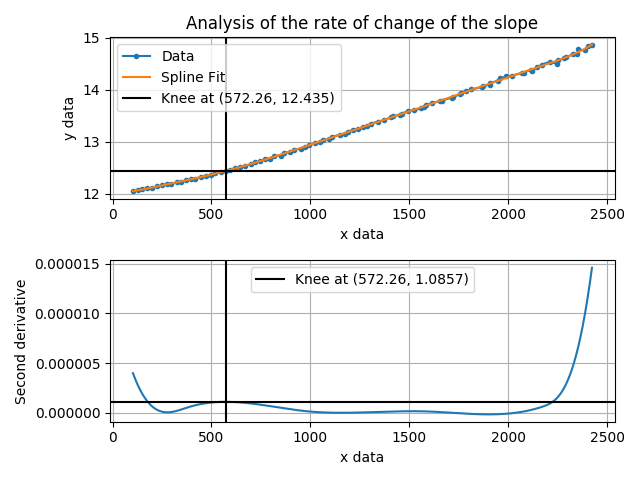 Analysis of the rate of change of the slope
15
14
13
12
y data
Data
Spline Fit
Knee at (572.26, 12.435)
0 500 1000 1500 2000 2500
x data
0.000015
0.000010
0.000005
0.000000
Second derivative
Knee at (572.26, 1.0857)
0 500 1000 1500 2000 2500
x data